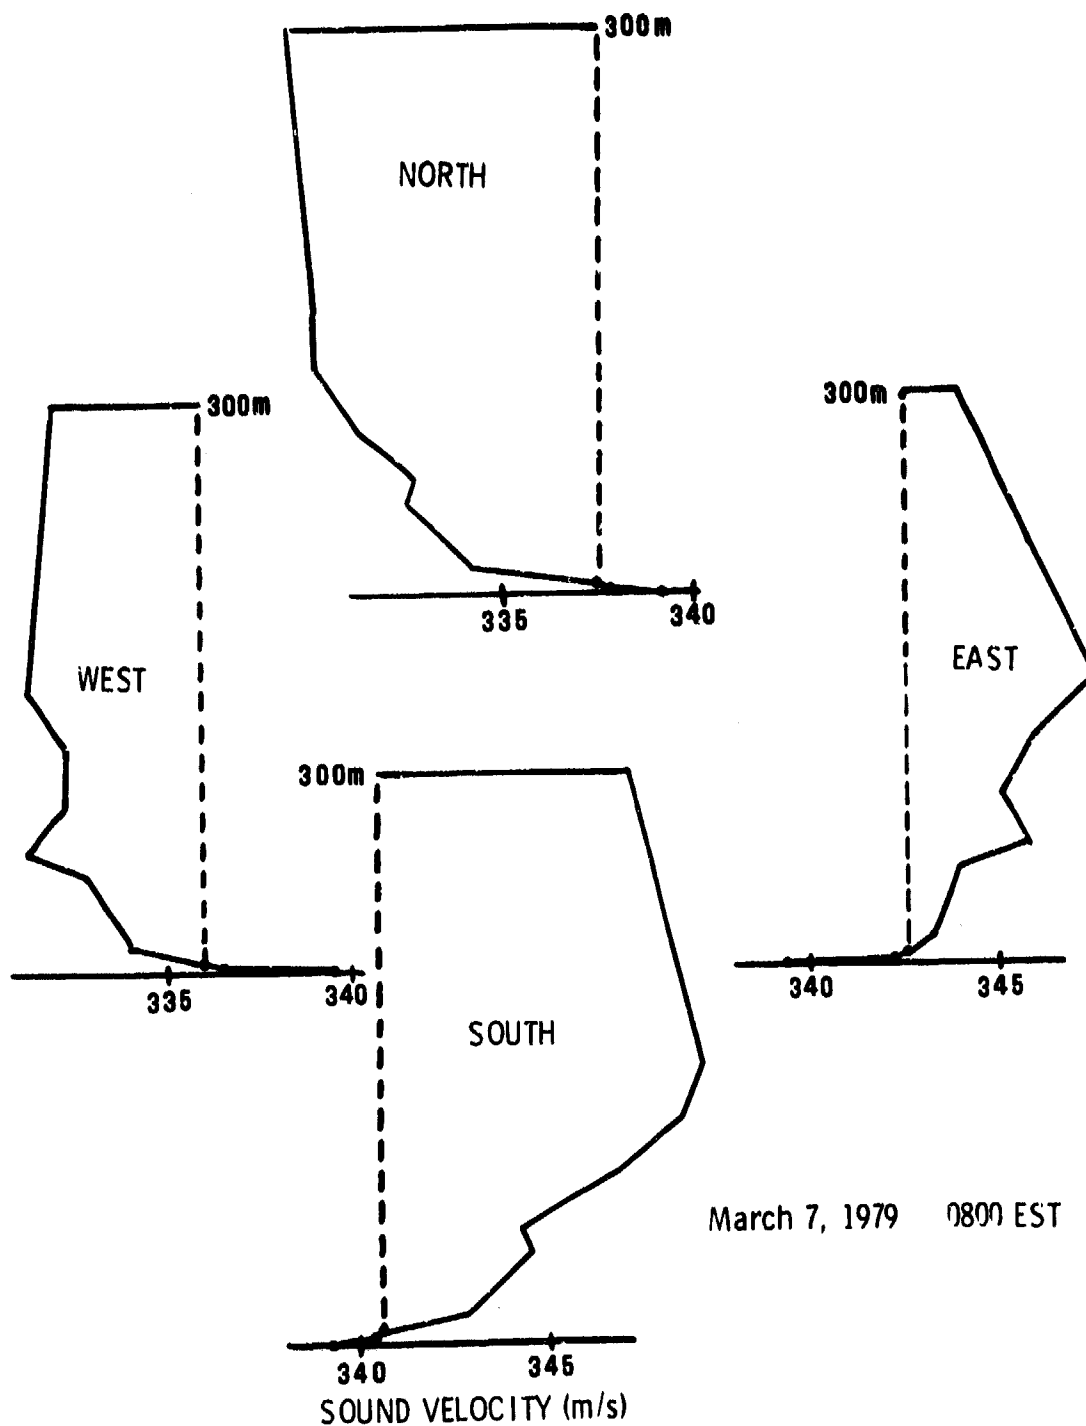 300m
NORTH
335 340
300m
WEST
335 340
300m
EAST
340 345
300m
SOUTH
340 345
SOUND VELOCITY (m/s)
March 7, 1979 0800 EST